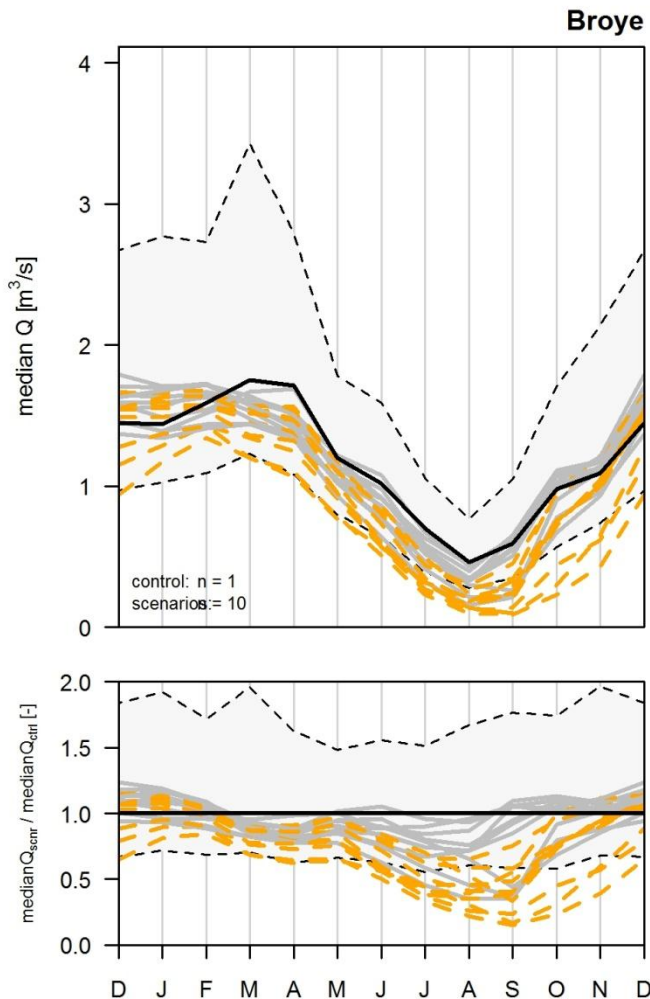 Broye
4
3
2
1
0
median Q [m³/s]
control: n = 1
scenarios: n = 10
2.0
1.5
1.0
0.5
0.0
medianQscnr / medianQctrl [-]
D J F M A M J J A S O N D